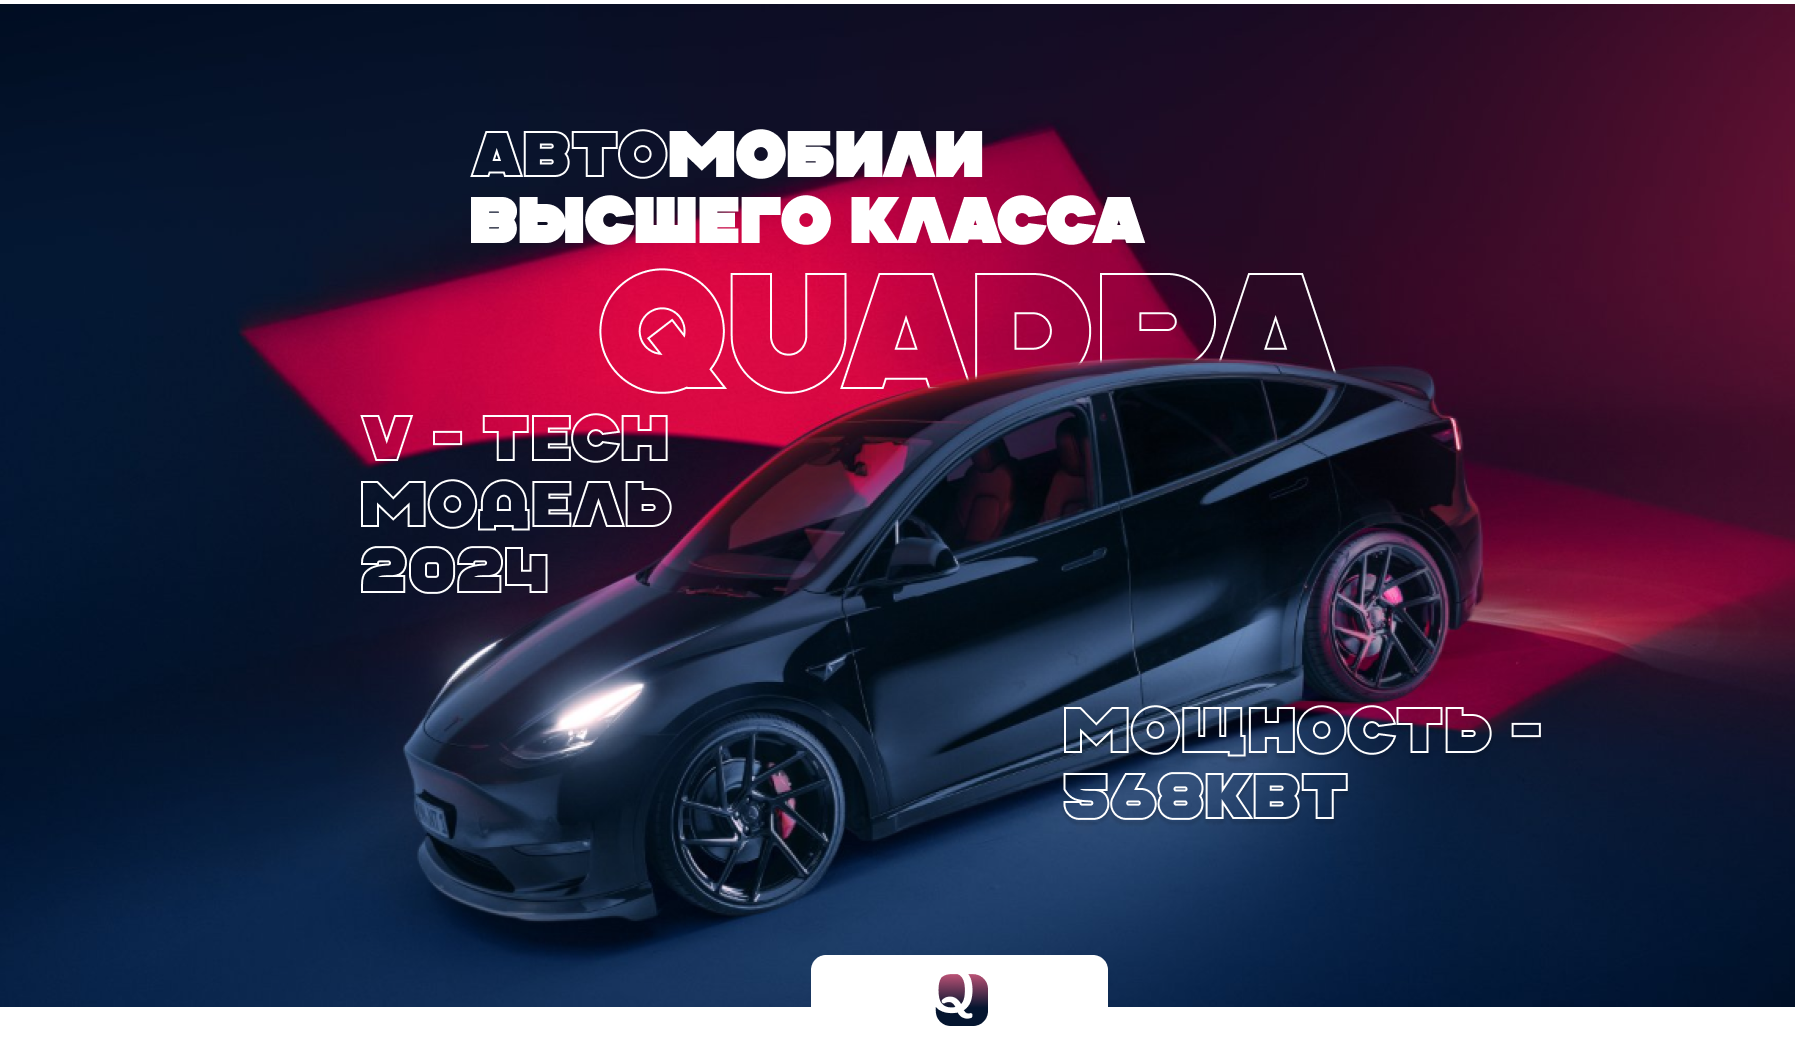 АВТОМОБИЛИ
ВЫСШЕГО КЛАССА
QUADRA
V - TECH
МОДЕЛЬ
2024
МОЩНОСТЬ -
568КВТ
Q